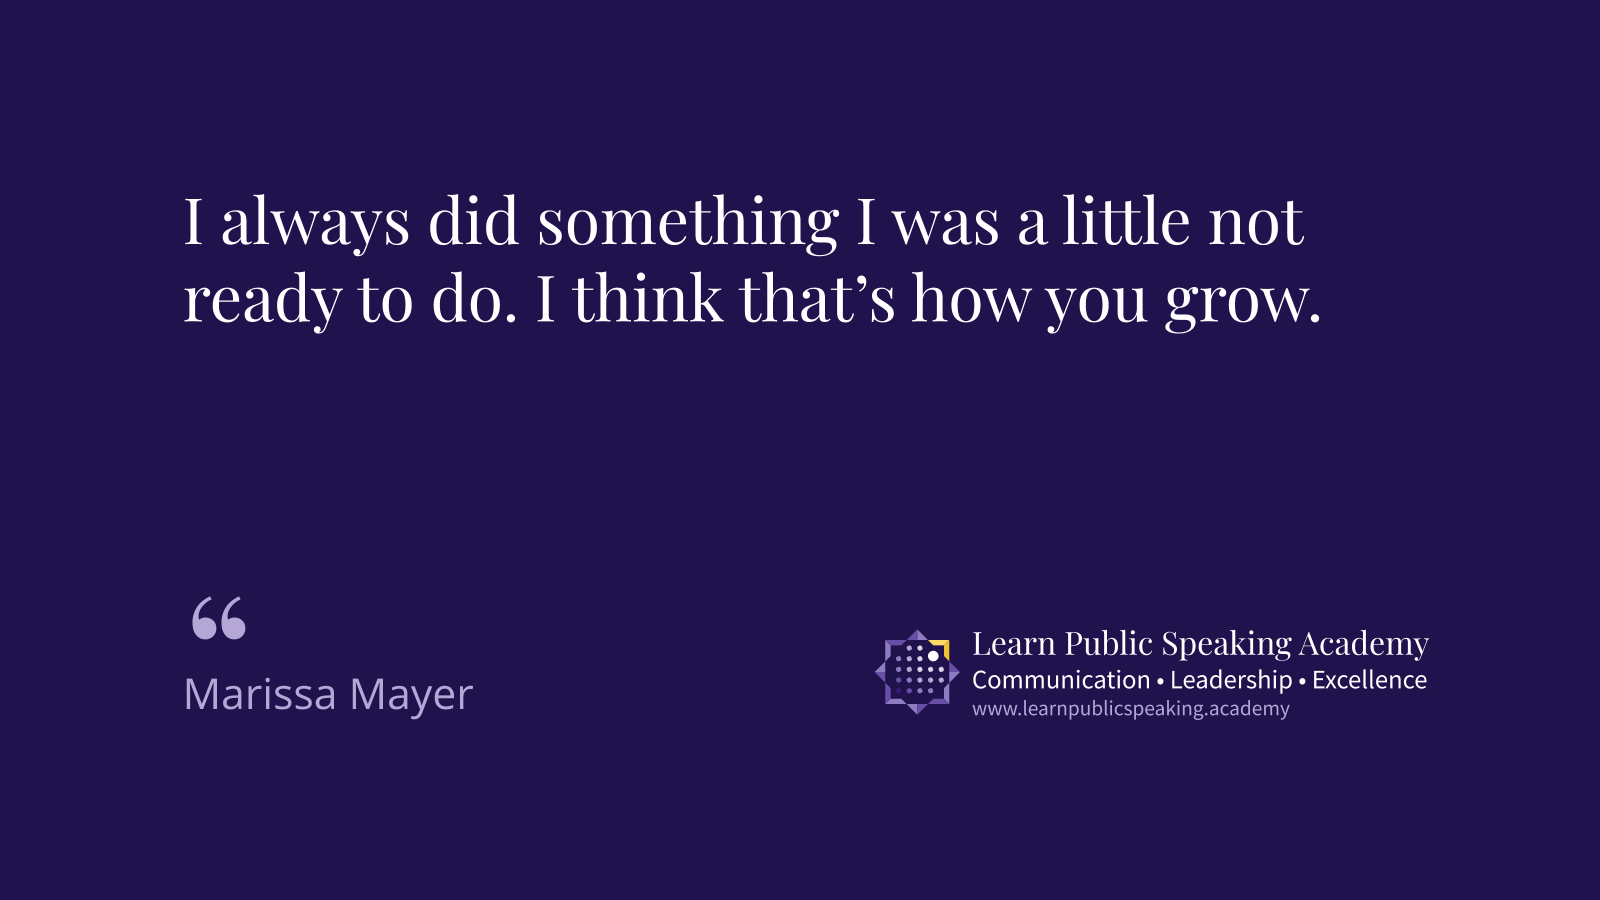 I always did something I was a little not
ready to do. I think that’s how you grow.
“
Marissa Mayer
Learn Public Speaking Academy
Communication • Leadership • Excellence
www.learnpublicspeaking.academy